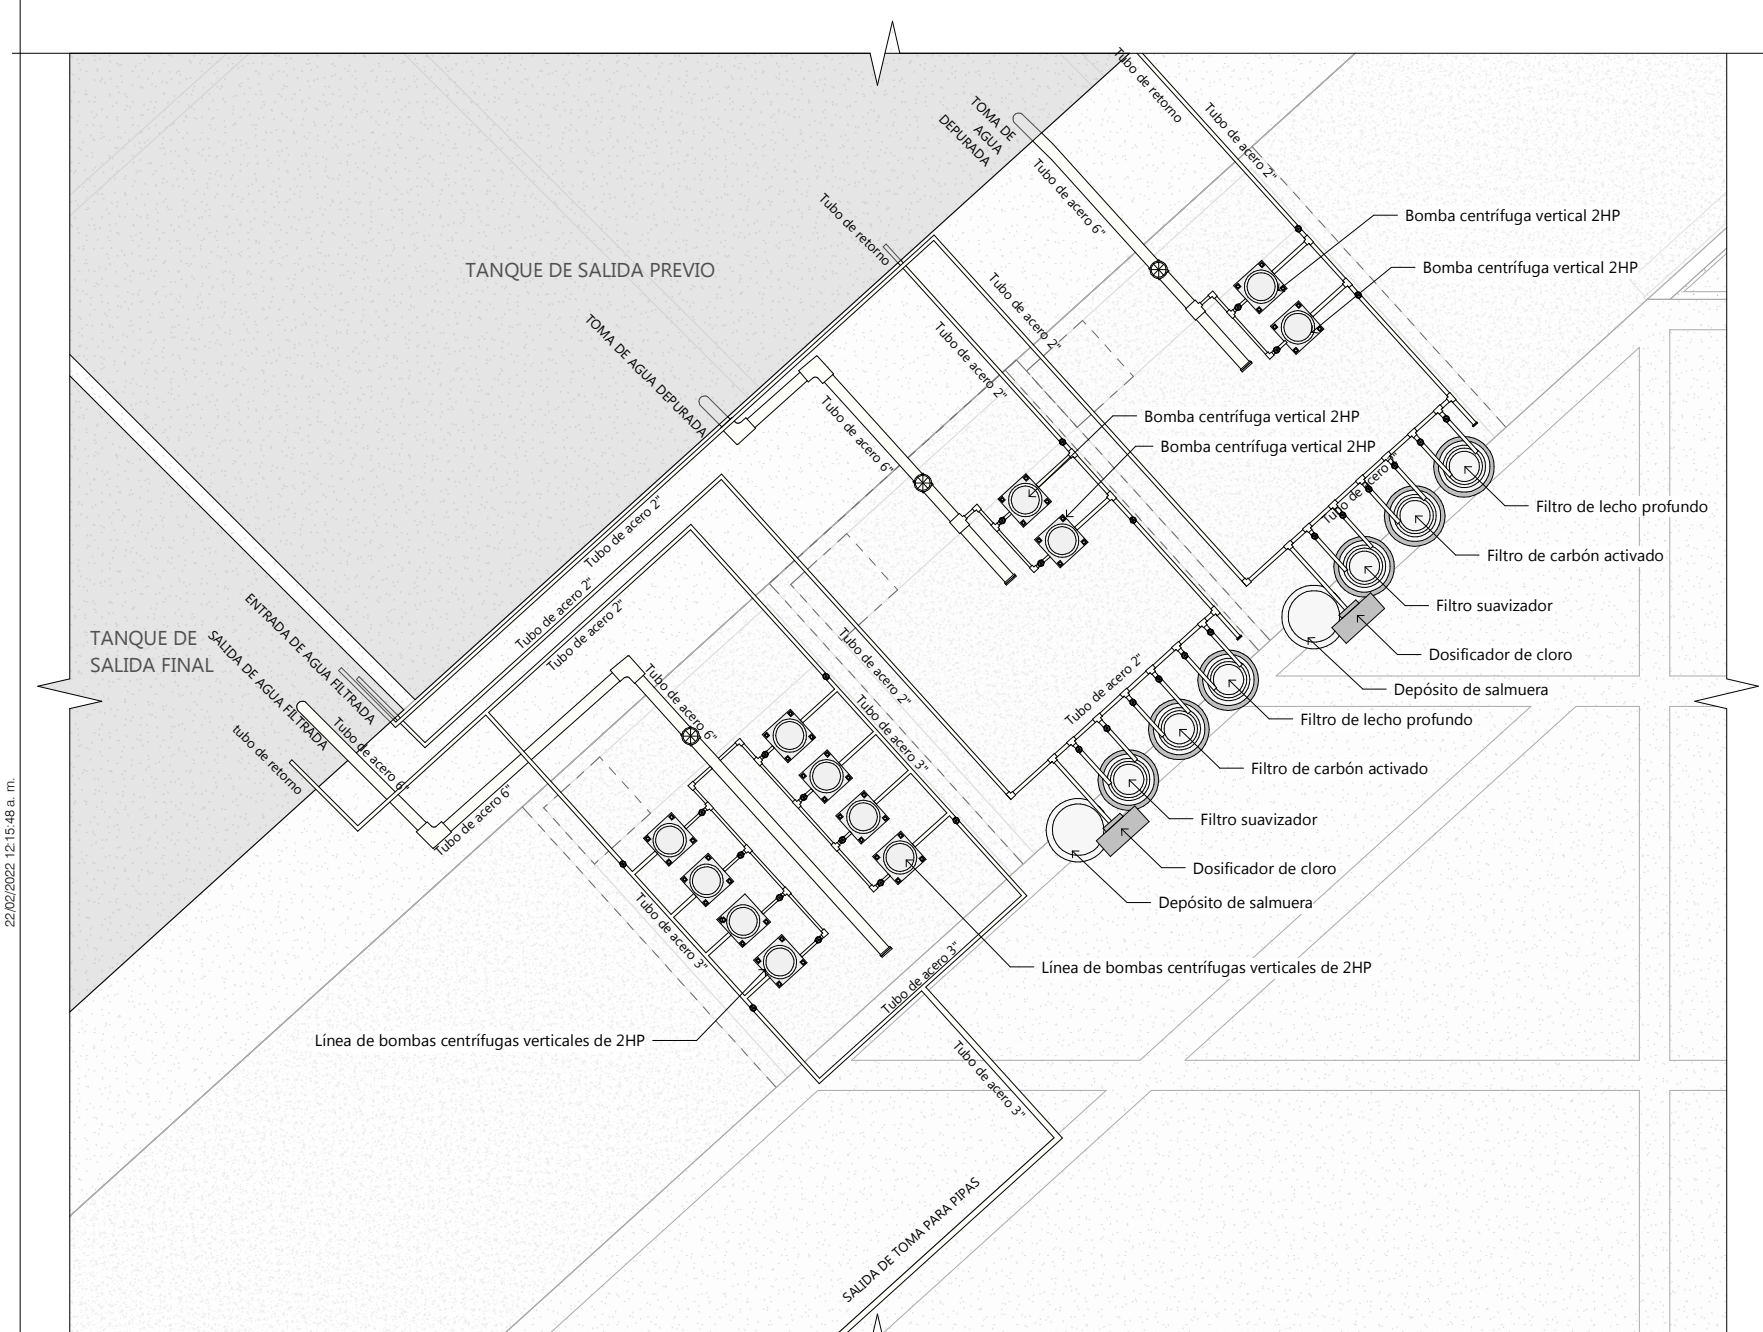 Tubo de retorno
Tubo de acero 2"
TOMA DE
AGUA
DEPURADA
Tubo de acero 6"
Bomba centrífuga vertical 2HP
Bomba centrífuga vertical 2HP
Tubo de retorno
TANQUE DE SALIDA PREVIO
Tubo de acero 2"
Tubo de acero 2"
TOMA DE AGUA DEPURADA
Tubo de acero 6"
Bomba centrífuga vertical 2HP
Bomba centrífuga vertical 2HP
Tubo de acero 2"
Filtro de lecho profundo
Filtro de carbón activado
Filtro suavizador
Dosificador de cloro
Depósito de salmuera
Tubo de acero 2"
Tubo de acero 2"
Tubo de acero 2"
ENTRADA DE AGUA FILTRADA
TANQUE DE
SALIDA FINAL
SALIDA DE AGUA FILTRADA
Tubo de acero 6"
tubo de retorno
Tubo de acero 6"
Tubo de acero 6"
Tubo de acero 2"
Tubo de acero 3"
Tubo de acero 2"
Filtro de lecho profundo
Filtro de carbón activado
Filtro suavizador
Dosificador de cloro
Depósito de salmuera
Tubo de acero 3"
Tubo de acero 3"
Línea de bombas centrífugas verticales de 2HP
Línea de bombas centrífugas verticales de 2HP
Tubo de acero 3"
SALIDA DE TOMA PARA PIPAS
22/02/2022 12:15:48 a. m.